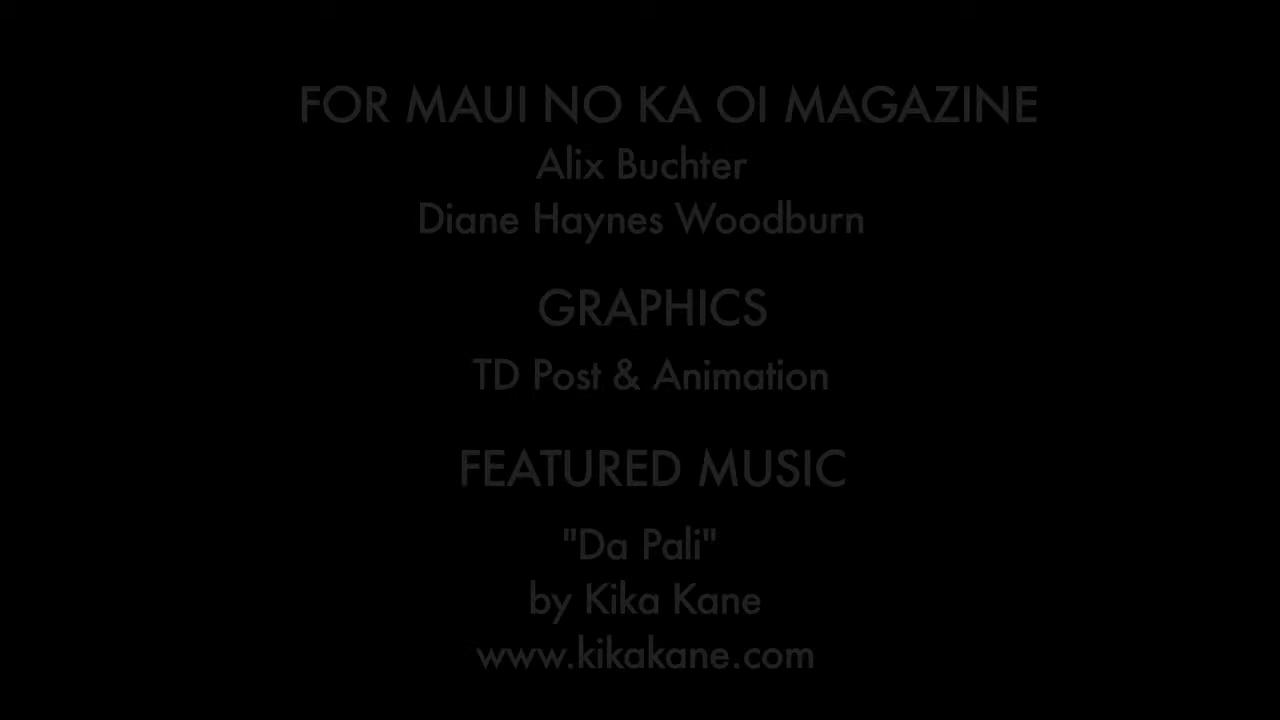 FOR MAUI NO KA OI MAGAZINE
Alix Buchter
Diane Haynes Woodburn
GRAPHICS
TD Post & Animation
FEATURED MUSIC
"Da Pali"
by Kika Kane
www.kikakane.com